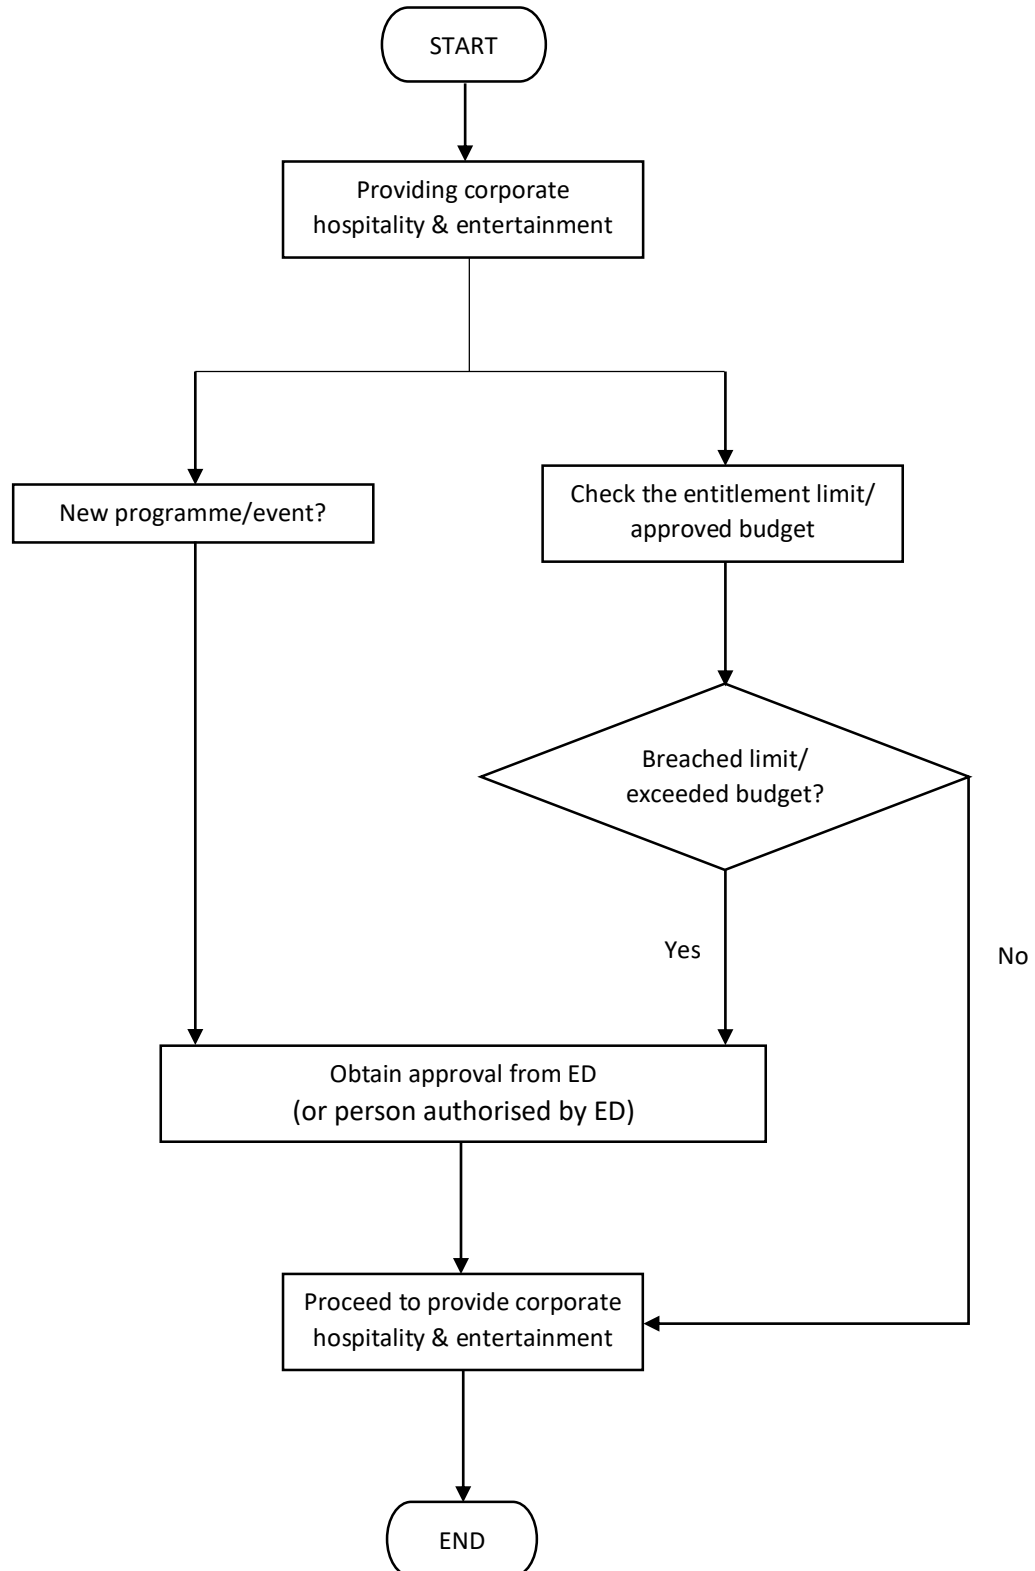 START
Providing corporate
hospitality & entertainment
New programme/event?
Check the entitlement limit/
approved budget
Breached limit/
exceeded budget?
Yes
No
Obtain approval from ED
(or person authorised by ED)
Proceed to provide corporate
hospitality & entertainment
END